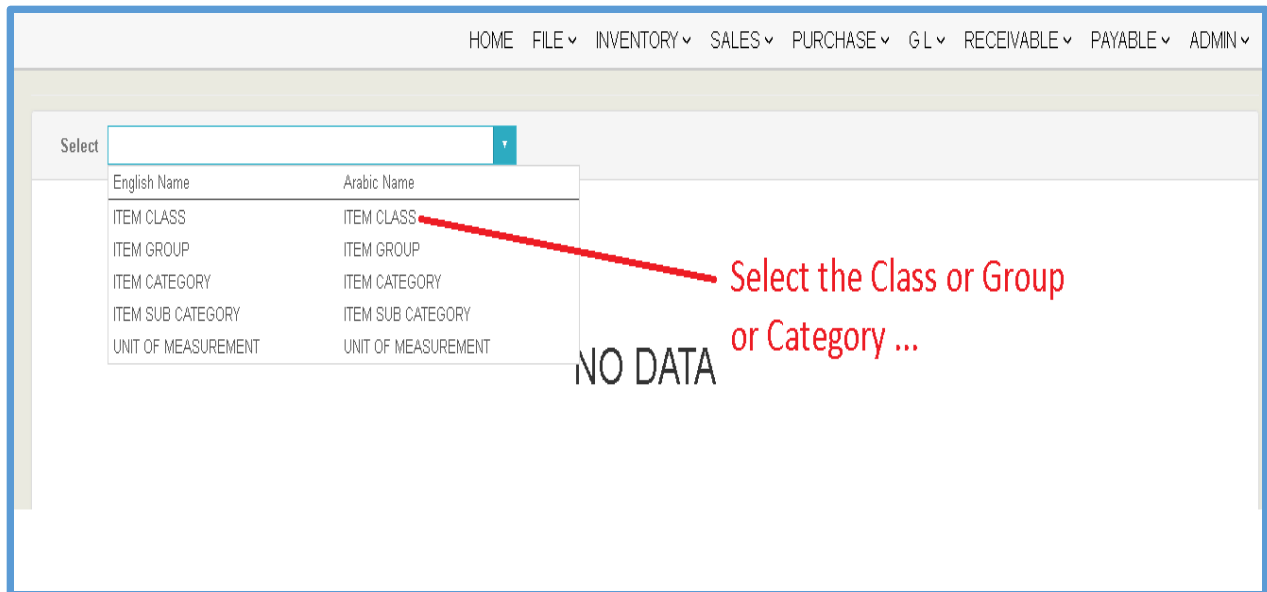 HOME FILE INVENTORY SALES PURCHASE G L RECEIVABLE PAYABLE ADMIN
Select
English Name Arabic Name
ITEM CLASS ITEM CLASS
ITEM GROUP ITEM GROUP
ITEM CATEGORY ITEM CATEGORY
ITEM SUB CATEGORY ITEM SUB CATEGORY
UNIT OF MEASUREMENT UNIT OF MEASUREMENT
Select the Class or Group
or Category ...
NO DATA